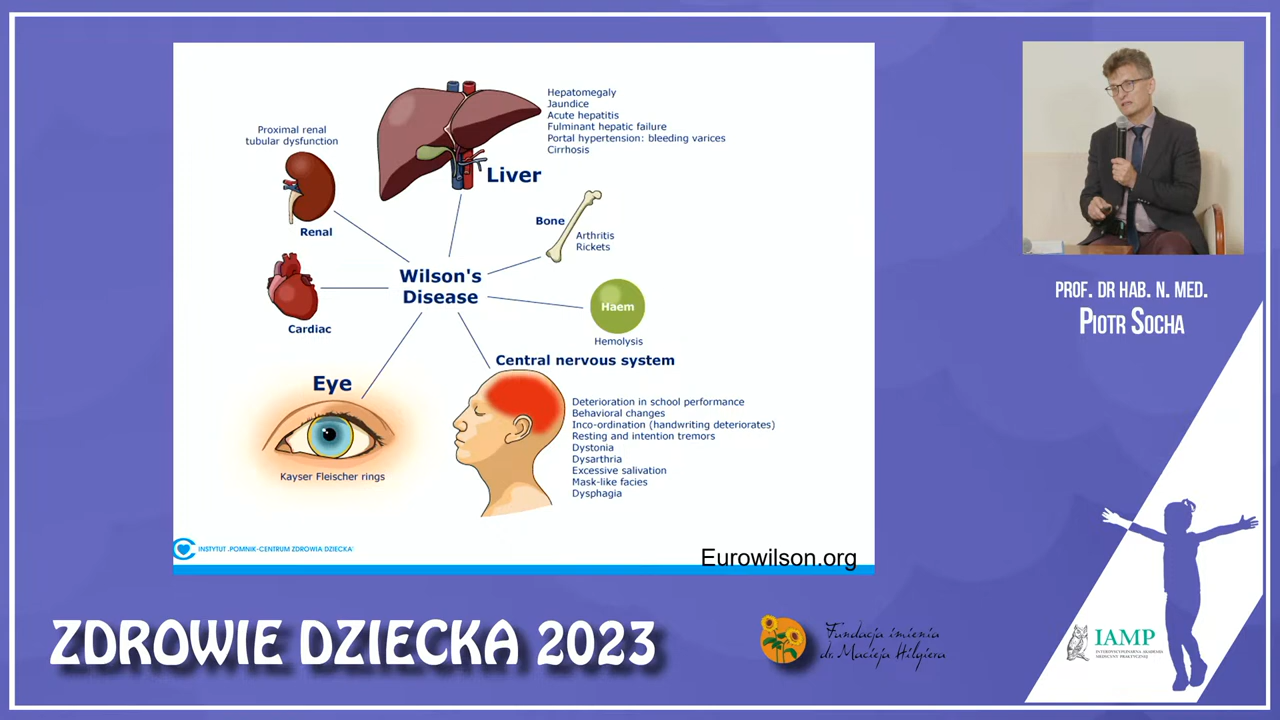 Hepatomegaly
Jaundice
Acute hepatitis
Fulminant hepatic failure
Portal hypertension: bleeding varices
Cirrhosis
Liver
Proximal renal
tubular dysfunction
Renal
Bone
Arthritis
Rickets
Wilson's
Disease
Cardiac
Haem
Hemolysis
Eye
Kayser Fleischer rings
Central nervous system
Deterioration in school performance
Behavioral changes
Inco-ordination (handwriting deteriorates)
Resting and intention tremors
Dystonia
Dysarthria
Excessive salivation
Mask-like facies
Dysphagia
INSTYTUT „POMNIK-CENTRUM ZDROWIA DZIECKA"
Eurowilson.org
PROF. DR HAB. N. MED.
PIOTR SOCHA
ZDROWIE DZIECKA 2023
Fundacja imienia
dr Macieja Hilgiera
IAMP
INTERDYSCYPLINARNA AKADEMIA
MEDYCYNY PRAKTYCZNEJ